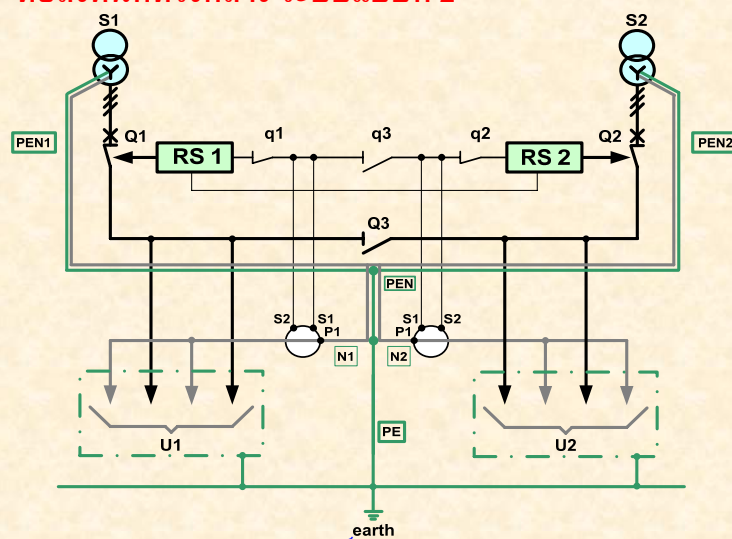 S1
S2
PEN1
Q1
RS 1
q1
q3
q2
RS 2
Q2
PEN2
Q3
PEN
S2
S1
P1
S1
P1
S2
N1
N2
U1
PE
U2
earth